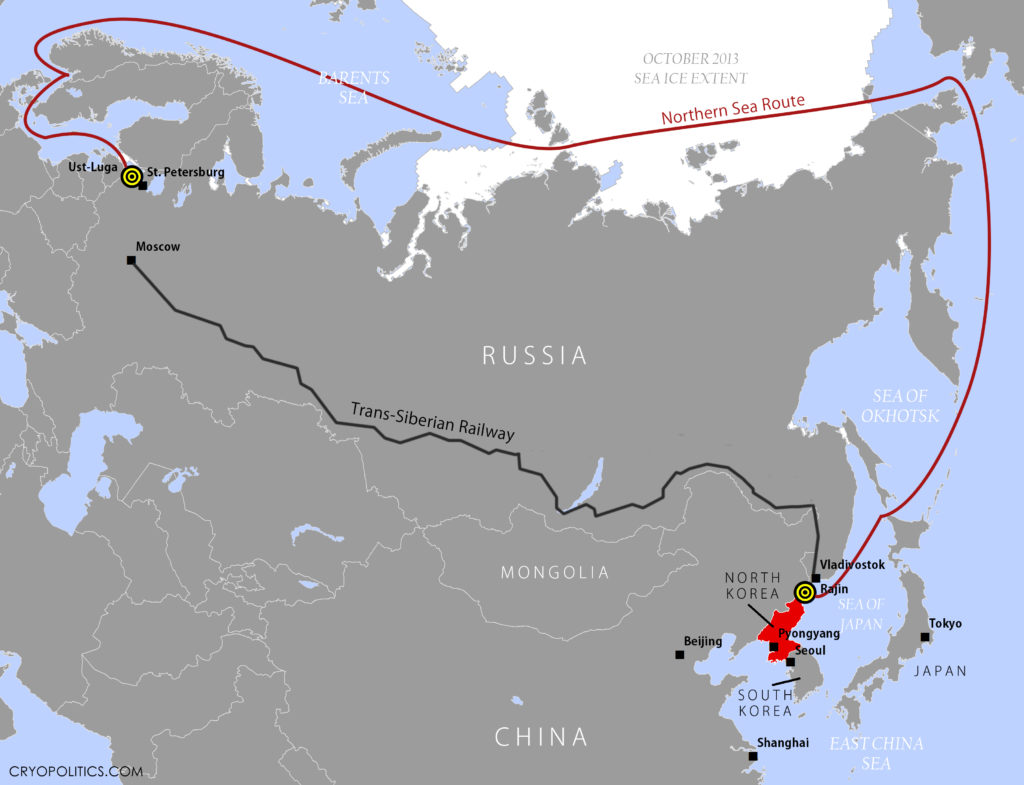 OCTOBER 2013
SEA ICE EXTENT
BARENTS
SEA
Northern Sea Route
Ust-Luga
St. Petersburg
Moscow
RUSSIA
Trans-Siberian Railway
SEA OF
OKHOTSK
MONGOLIA
Vladivostok
NORTH
KOREA
Rajin
SEA OF
JAPAN
Pyongyang
Tokyo
Beijing
Seoul
JAPAN
SOUTH
KOREA
CHINA
Shanghai
EAST CHINA
SEA
CRYOPOLITICS.COM